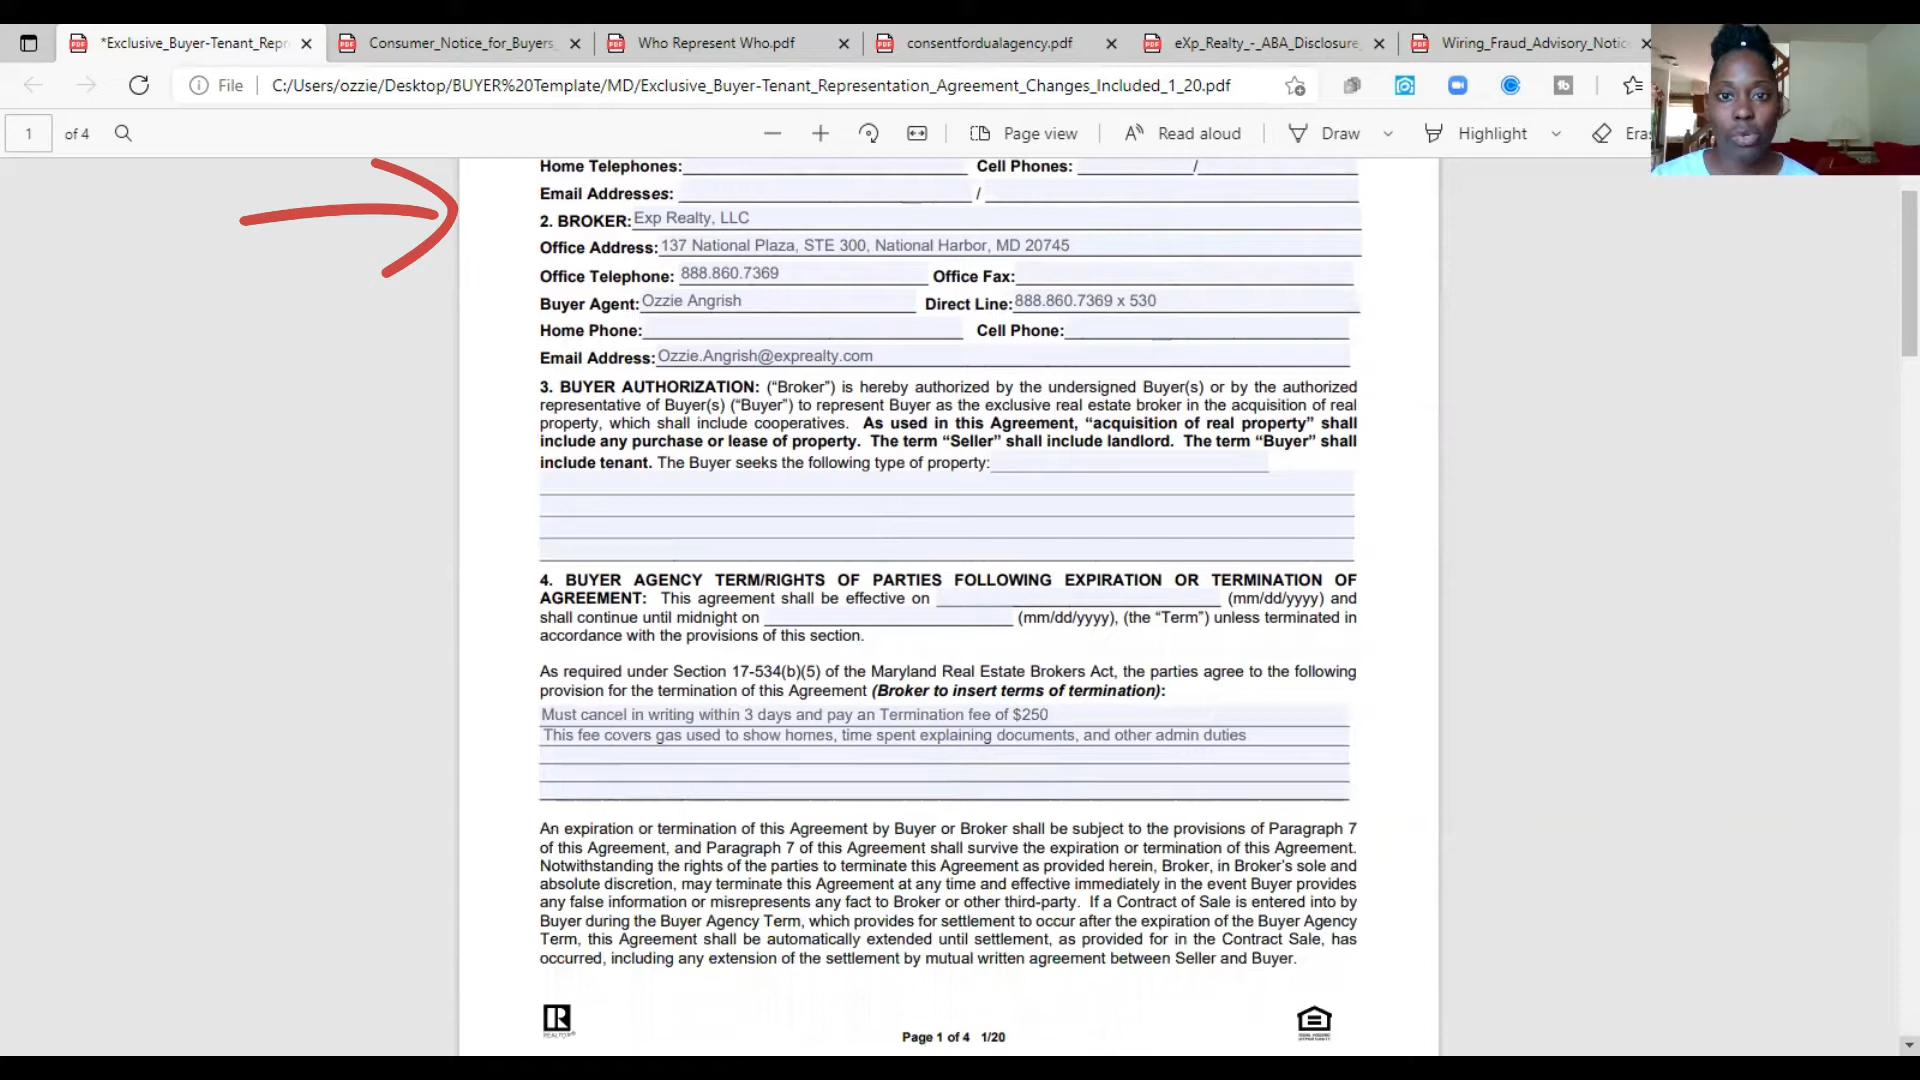 *Exclusive_Buyer-Tenant_Repr
Consumer_Notice_for_Buyers_
Who Represent Who.pdf
consentfordualagency.pdf
eXp_Realty_-_ABA_Disclosure_
Wiring_Fraud_Advisory_Notic
File
C:/Users/ozzie/Desktop/BUYER%20Template/MD/Exclusive_Buyer-Tenant_Representation_Agreement_Changes_Included_1_20.pdf
1 of 4
Page view
Read aloud
Draw
Highlight
Eras
Home Telephones: Cell Phones: /
Email Addresses: /
2. BROKER: Exp Realty, LLC
Office Address: 137 National Plaza, STE 300, National Harbor, MD 20745
Office Telephone: 888.860.7369 Office Fax:
Buyer Agent: Ozzie Angrish Direct Line: 888.860.7369 x 530
Home Phone: Cell Phone:
Email Address: Ozzie.Angrish@exprealty.com
3. BUYER AUTHORIZATION: (“Broker”) is hereby authorized by the undersigned Buyer(s) or by the authorized
representative of Buyer(s) (“Buyer”) to represent Buyer as the exclusive real estate broker in the acquisition of real
property, which shall include cooperatives. As used in this Agreement, “acquisition of real property” shall
include any purchase or lease of property. The term “Seller” shall include landlord. The term “Buyer” shall
include tenant. The Buyer seeks the following type of property:
4. BUYER AGENCY TERM/RIGHTS OF PARTIES FOLLOWING EXPIRATION OR TERMINATION OF
AGREEMENT: This agreement shall be effective on (mm/dd/yyyy) and
shall continue until midnight on (mm/dd/yyyy), (the “Term”) unless terminated in
accordance with the provisions of this section.
As required under Section 17-534(b)(5) of the Maryland Real Estate Brokers Act, the parties agree to the following
provision for the termination of this Agreement (Broker to insert terms of termination):
Must cancel in writing within 3 days and pay an Termination fee of $250
This fee covers gas used to show homes, time spent explaining documents, and other admin duties
An expiration or termination of this Agreement by Buyer or Broker shall be subject to the provisions of Paragraph 7
of this Agreement, and Paragraph 7 of this Agreement shall survive the expiration or termination of this Agreement.
Notwithstanding the rights of the parties to terminate this Agreement as provided herein, Broker, in Broker’s sole and
absolute discretion, may terminate this Agreement at any time and effective immediately in the event Buyer provides
any false information or misrepresents any fact to Broker or other third-party. If a Contract of Sale is entered into by
Buyer during the Buyer Agency Term, which provides for settlement to occur after the expiration of the Buyer Agency
Term, this Agreement shall be automatically extended until settlement, as provided for in the Contract Sale, has
occurred, including any extension of the settlement by mutual written agreement between Seller and Buyer.
REALTOR®
Page 1 of 4 1/20